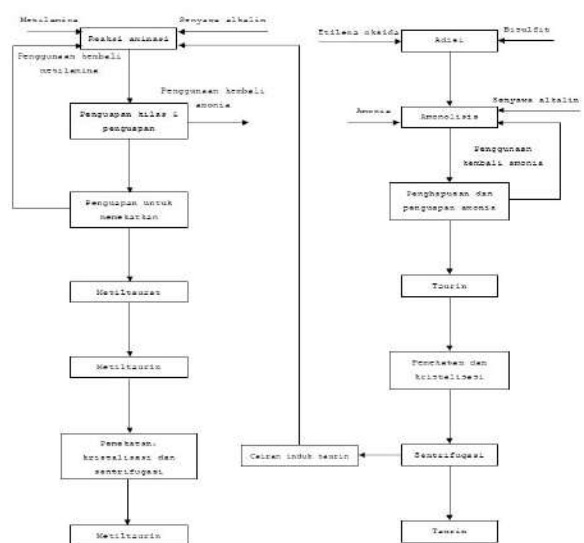 Metilamina
Senyawa alkalin
Reaksi aminasi
Penggunaan kembali
metilamina
Penggunaan kembali
amonia
Penguapan kilas i
penguapan
Penguapan untuk
memekatkan
Metiltaurat
Metiltaurin
Pemekatan,
kristalisasi dan
sentrifugasi
Metiltaurin
Etilena oksida
Bisulfit
Adisi
Senyawa alkalin
Amonia
Amonolisis
Penggunaan
kembali amonia
Penghapusan dan
penguapan amonia
Taurin
Pemekatan dan
kristalisasi
Cairan induk taurin
Sentrifugasi
Taurin